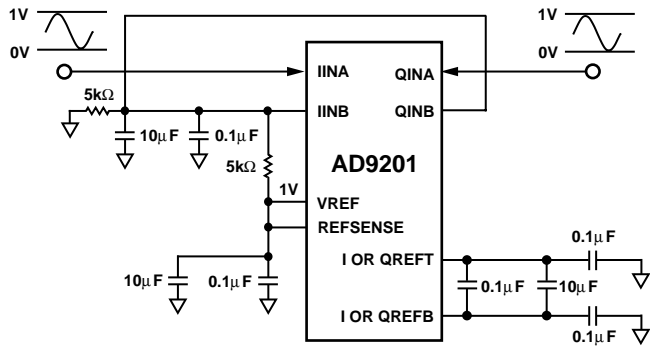 1V
0V
1V
0V
IINA
QINA
5kΩ
IINB
QINB
10µF
0.1µF
5kΩ
AD9201
1V
VREF
REFSENSE
10µF
0.1µF
I OR QREFT
0.1µF
0.1µF
10µF
I OR QREFB
0.1µF